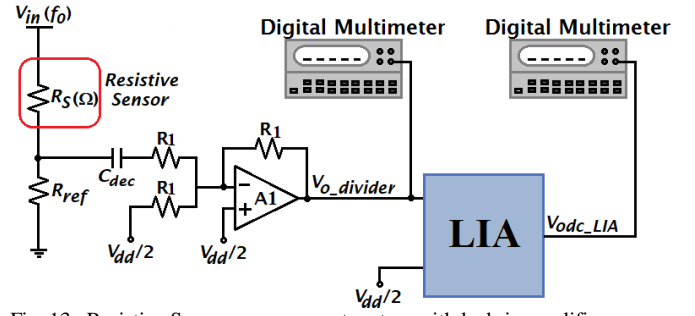 Vin(fo)
Digital Multimeter
Digital Multimeter
Resistive
Sensor
RS(Ω)
R1
R1
Cdec
R1
Rref
A1
Vo_divider
LIA
Vodc_LIA
Vdd/2
Vdd/2
Vdd/2